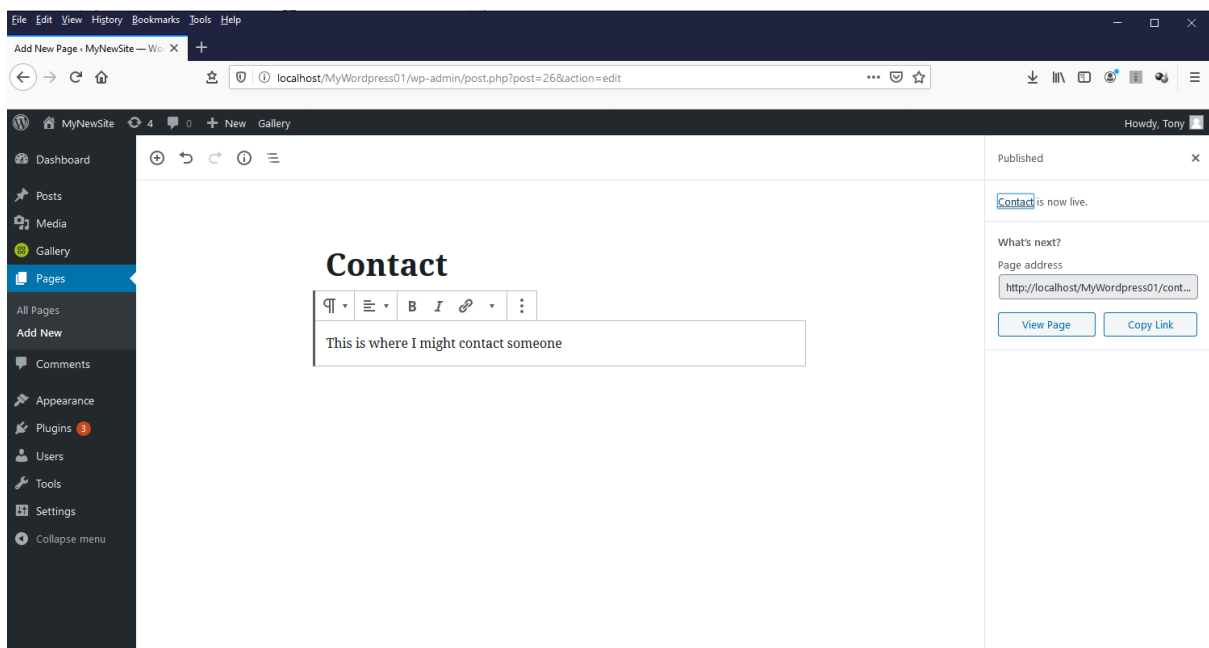 File Edit View History Bookmarks Tools Help
Add New Page ‹ MyNewSite — Wo
localhost/MyWordpress01/wp-admin/post.php?post=26&action=edit
MyNewSite 4 0 + New Gallery Howdy, Tony
Dashboard
Posts
Media
Gallery
Pages
All Pages
Add New
Comments
Appearance
Plugins 3
Users
Tools
Settings
Collapse menu
Contact
B I
This is where I might contact someone
Published
Contact is now live.
What's next?
Page address
http://localhost/MyWordpress01/cont...
View Page Copy Link